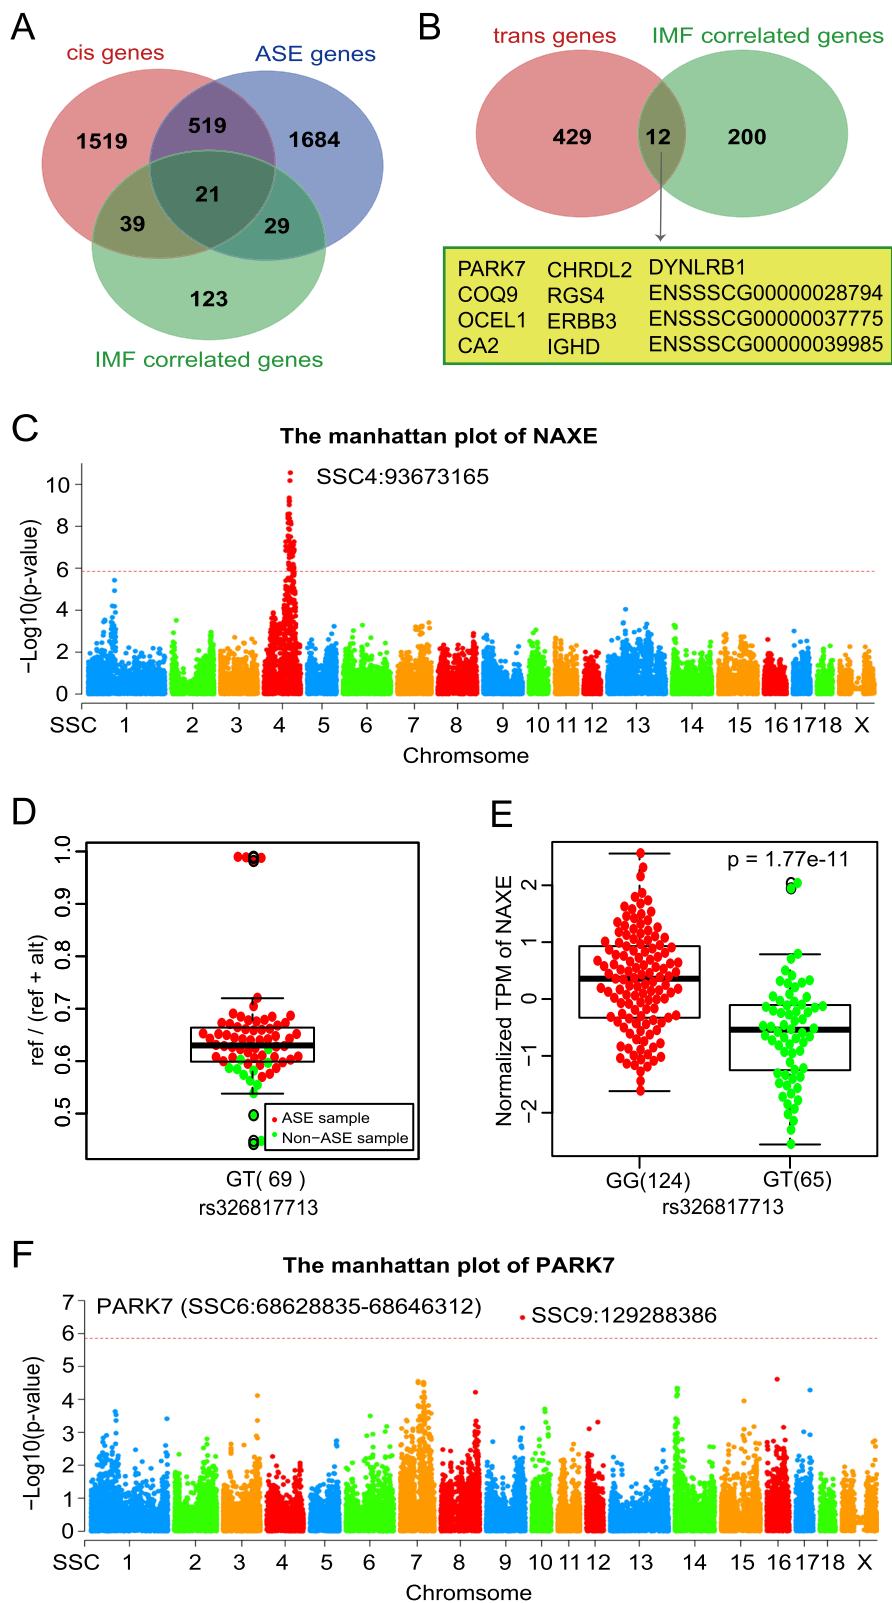 A
cis genes
ASE genes
1519
519
1684
21
39
29
123
IMF correlated genes
B
trans genes
IMF correlated genes
429
12
200
PARK7 CHRDL2 DYNLRB1
COQ9 RGS4 ENSSSCG00000028794
OCEL1 ERBB3 ENSSSCG00000037775
CA2 IGHD ENSSSCG00000039985
C
The manhattan plot of NAXE
SSC4:93673165
−Log10(p-value)
10
8
6
4
2
0
SSC 1 2 3 4 5 6 7 8 9 10 11 12 13 14 15 16 17 18 X
Chromsome
D
ref / (ref + alt)
1.0
0.9
0.8
0.7
0.6
0.5
ASE sample
Non−ASE sample
GT( 69 )
rs326817713
E
Normalized TPM of NAXE
p = 1.77e-11
2
1
0
−1
−2
GG(124) GT(65)
rs326817713
F
The manhattan plot of PARK7
PARK7 (SSC6:68628835-68646312)
SSC9:129288386
−Log10(p-value)
7
6
5
4
3
2
1
0
SSC 1 2 3 4 5 6 7 8 9 10 11 12 13 14 15 16 17 18 X
Chromsome